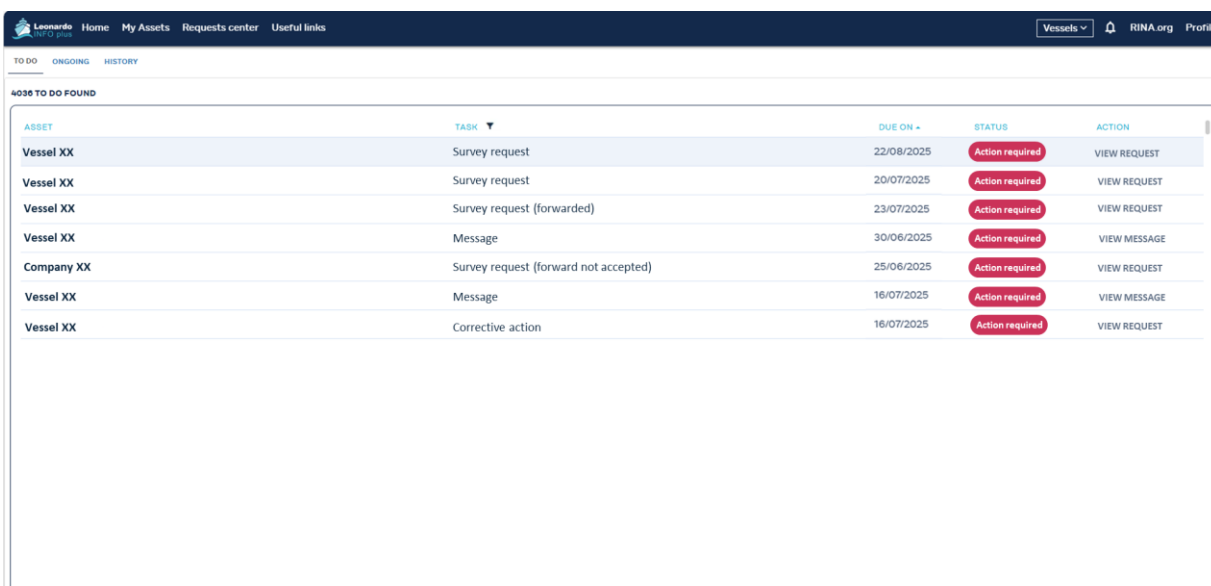 Leonardo INFO plus Home My Assets Requests center Useful links Vessels RINA.org Profil
TO DO ONGOING HISTORY
4036 TO DO FOUND
ASSET TASK DUE ON STATUS ACTION
Vessel XX Survey request 22/08/2025 Action required VIEW REQUEST
Vessel XX Survey request 20/07/2025 Action required VIEW REQUEST
Vessel XX Survey request (forwarded) 23/07/2025 Action required VIEW REQUEST
Vessel XX Message 30/06/2025 Action required VIEW MESSAGE
Company XX Survey request (forward not accepted) 25/06/2025 Action required VIEW REQUEST
Vessel XX Message 16/07/2025 Action required VIEW MESSAGE
Vessel XX Corrective action 16/07/2025 Action required VIEW REQUEST